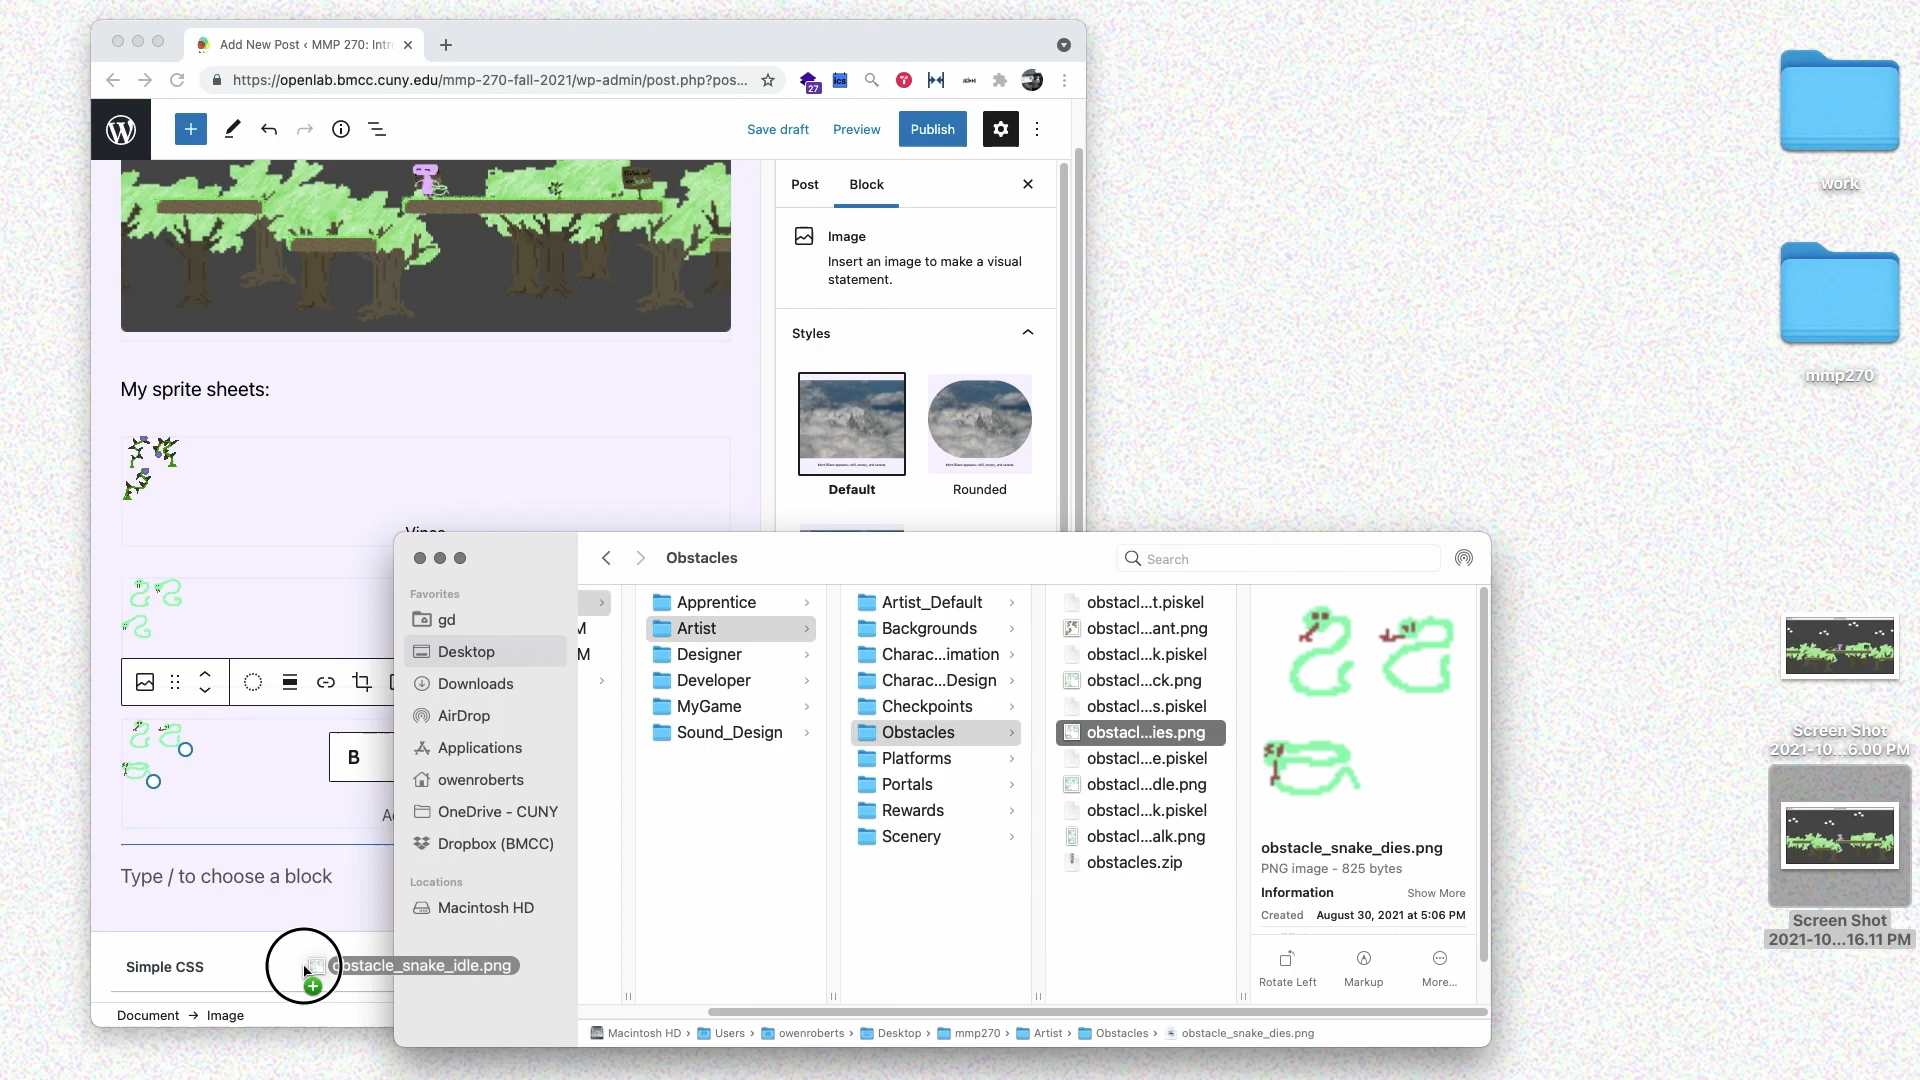 Add New Post ‹ MMP 270: Intr
https://openlab.bmcc.cuny.edu/mmp-270-fall-2021/wp-admin/post.php?pos...
27
Save draft
Preview
Publish
Post
Block
Image
Insert an image to make a visual
statement.
Styles
Default
Rounded
My sprite sheets:
Vines
B
Type / to choose a block
Simple CSS
Document → Image
obstacle_snake_idle.png
Obstacles
Search
Favorites
gd
Desktop
Downloads
AirDrop
Applications
owenroberts
OneDrive - CUNY
Dropbox (BMCC)
Locations
Macintosh HD
M
M
Apprentice
Artist
Designer
Developer
MyGame
Sound_Design
Artist_Default
Backgrounds
Charac...imation
Charac...Design
Checkpoints
Obstacles
Platforms
Portals
Rewards
Scenery
obstacl...t.piskel
obstacl...ant.png
obstacl...k.piskel
obstacl...ck.png
obstacl...s.piskel
obstacl...ies.png
obstacl...e.piskel
obstacl...dle.png
obstacl...k.piskel
obstacl...alk.png
obstacles.zip
obstacle_snake_dies.png
PNG image - 825 bytes
Information
Show More
Created August 30, 2021 at 5:06 PM
Rotate Left
Markup
More...
Macintosh HD › Users › owenroberts › Desktop › mmp270 › Artist › Obstacles › obstacle_snake_dies.png
work
mmp270
Screen Shot
2021-10...6.00 PM
Screen Shot
2021-10...16.11 PM